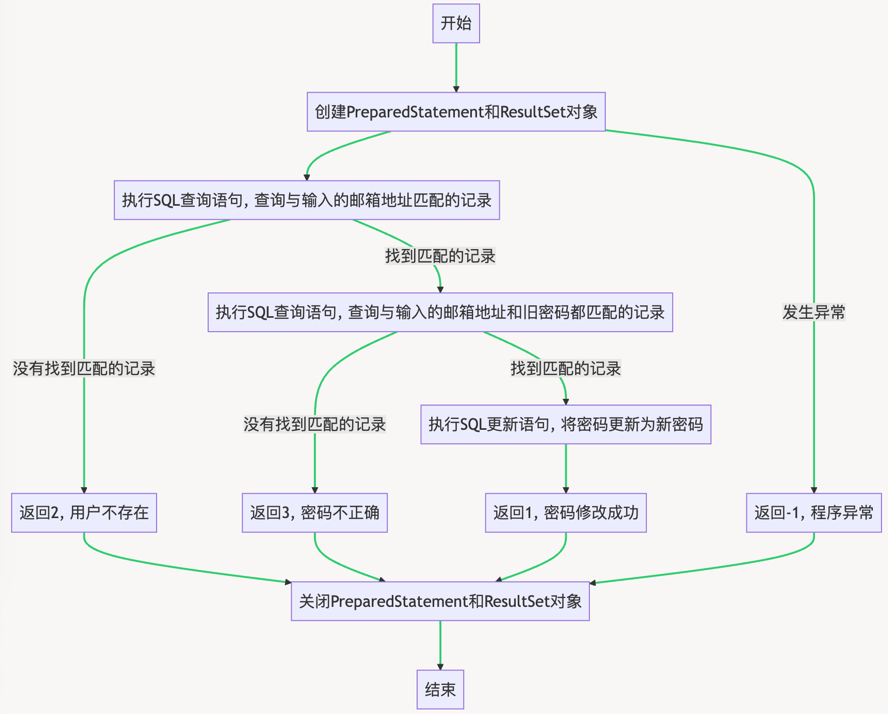 开始
创建PreparedStatement和ResultSet对象
执行SQL查询语句, 查询与输入的邮箱地址匹配的记录
找到匹配的记录
执行SQL查询语句, 查询与输入的邮箱地址和旧密码都匹配的记录
发生异常
没有找到匹配的记录
找到匹配的记录
没有找到匹配的记录
执行SQL更新语句, 将密码更新为新密码
返回2, 用户不存在
返回3, 密码不正确
返回1, 密码修改成功
返回-1, 程序异常
关闭PreparedStatement和ResultSet对象
结束